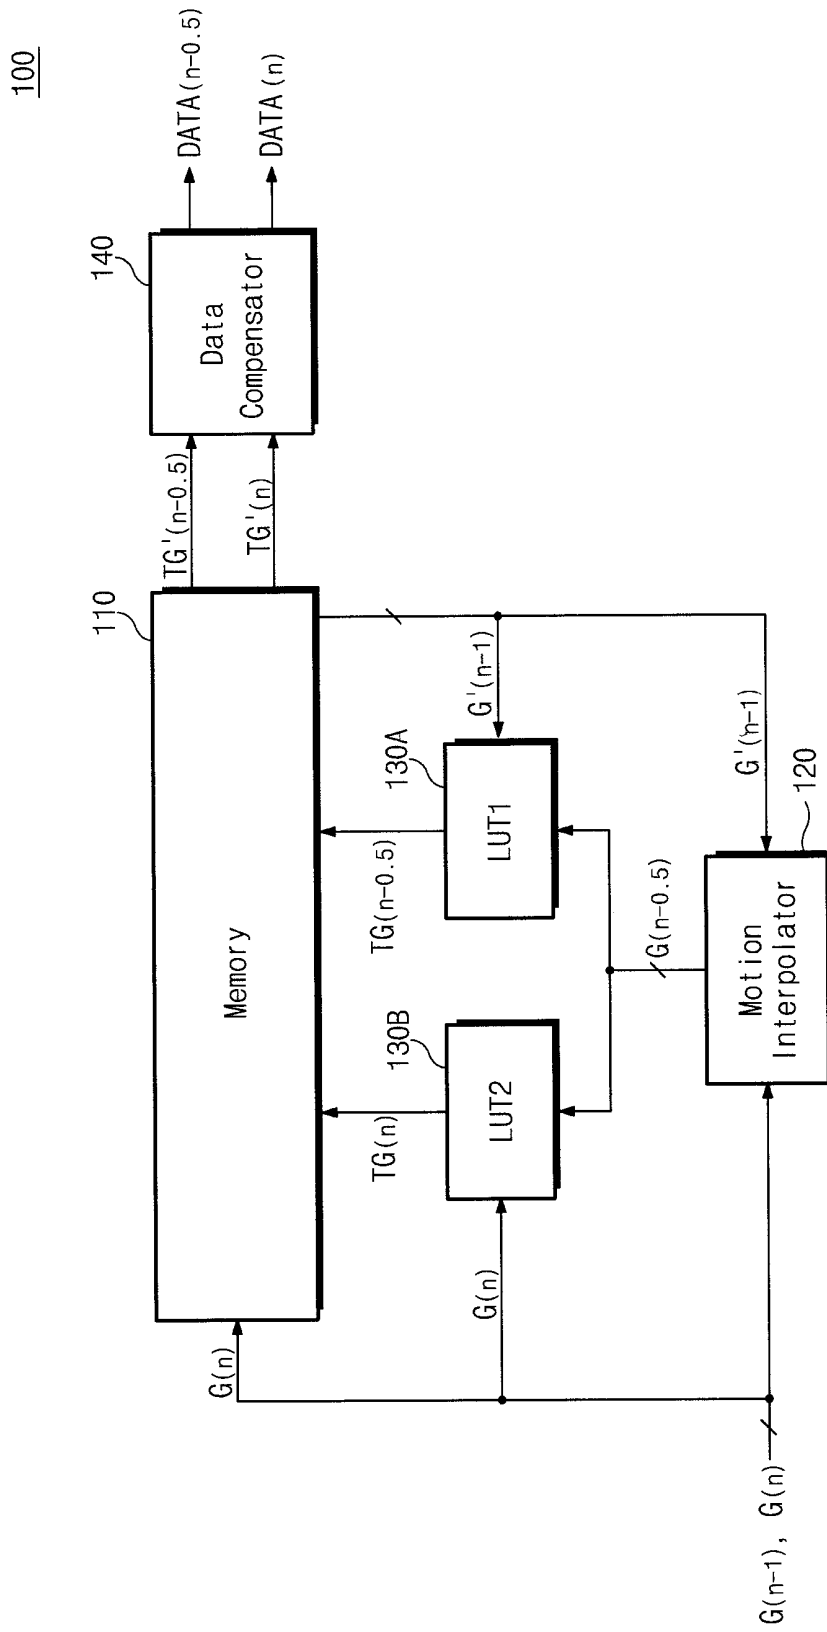 100
DATA(n-0.5)
DATA(n)
140
Data
Compensator
TG'(n-0.5)
TG'(n)
110
Memory
G(n)
TG(n)
TG(n-0.5)
130B
LUT2
130A
LUT1
G'(n-1)
G(n)
G(n-0.5)
G'(n-1)
120
Motion
Interpolator
G(n-1), G(n)